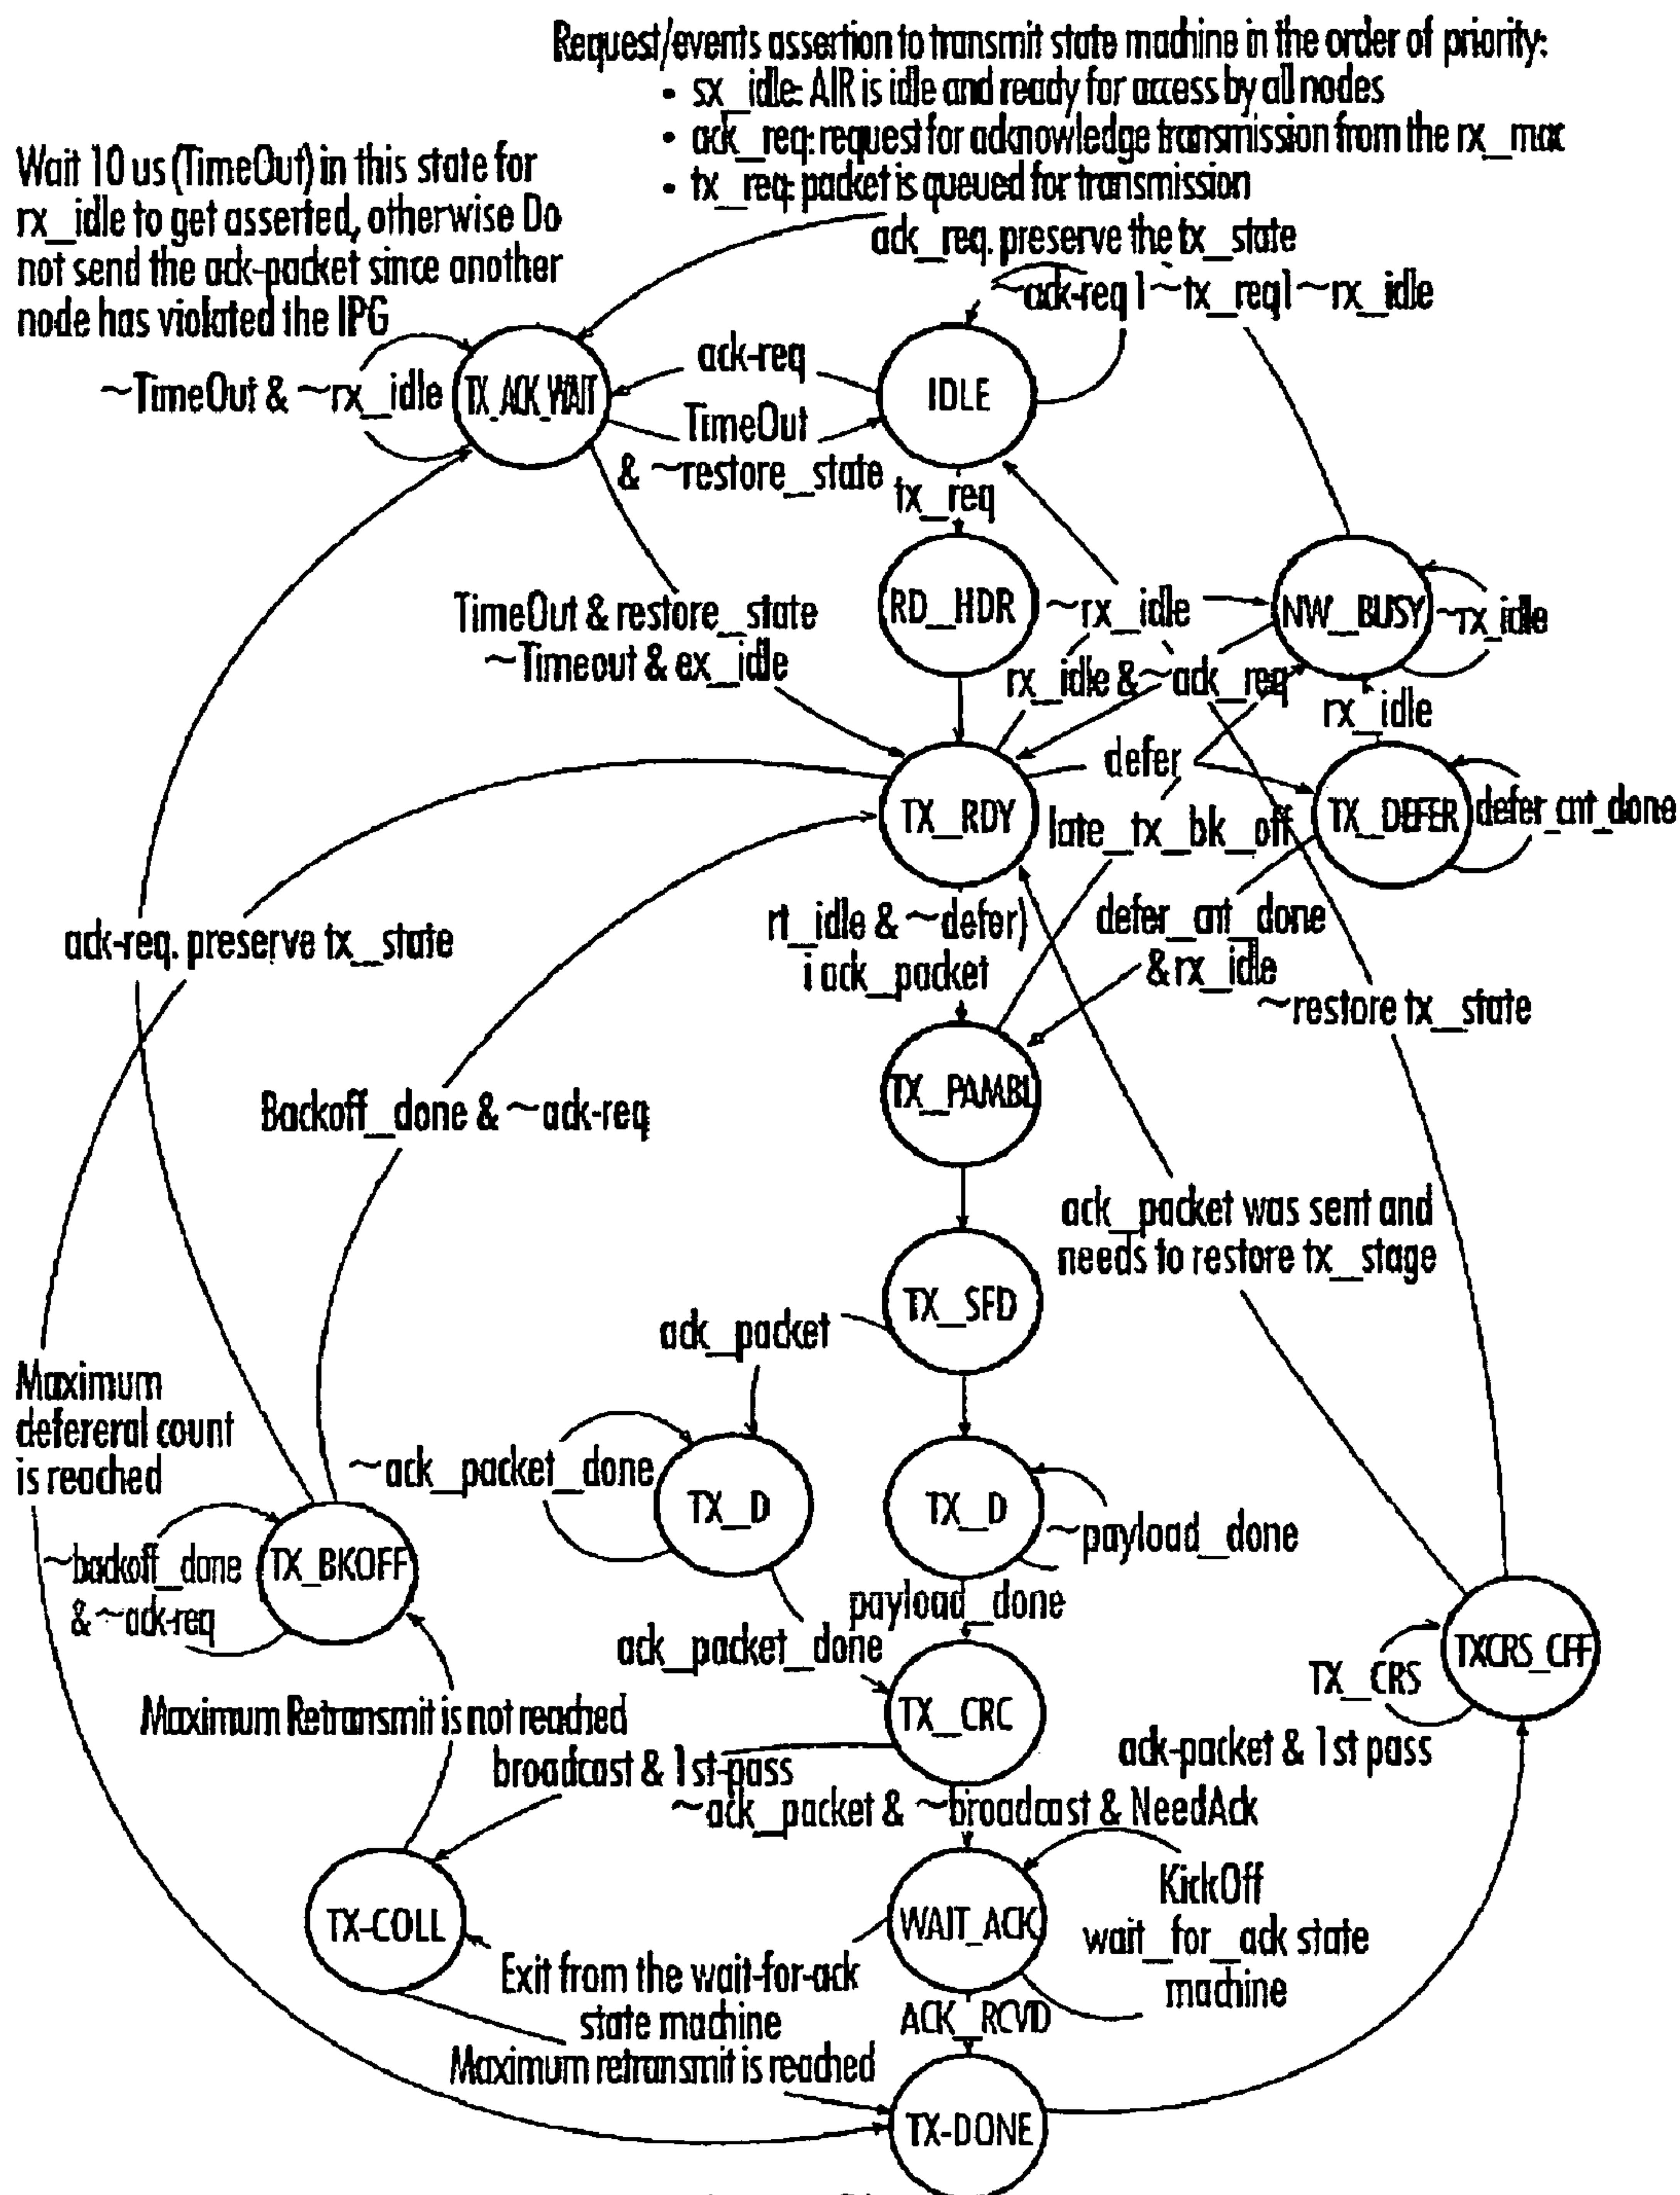 Request/events assertion to transmit state machine in the order of priority:
• sx_idle: AIR is idle and ready for access by all nodes
• ack_req: request for acknowledge transmission from the rx_max
• tx_req: packet is queued for transmission
Wait 10 us (TimeOut) in this state for
rx_idle to get asserted, otherwise Do
not send the ack-packet since another
node has violated the IPG
ack_req. preserve the tx_state
~ack-req | ~tx_req | ~rx_idle
~TimeOut & ~rx_idle
TX_ACK_WAIT
ack-req
IDLE
TimeOut
& ~restore_state
tx_req
RD_HDR
~rx_idle
NW_BUSY
~rx_idle
TimeOut & restore_state
~Timeout & ex_idle
rx_idle & ~ack_req
rx_idle
defer
TX_RDY
TX_DEFER
defer_cnt_done
late_tx_bk_off
rt_idle & ~defer)
i ack_packet
defer_cnt_done
& rx_idle
ack-req. preserve tx_state
~restore tx_state
TX_PAMBL
Backoff_done & ~ack-req
ack_packet was sent and
needs to restore tx_stage
TX_SFD
ack_packet
Maximum
defereral count
is reached
~ack_packet_done
TX_D
TX_D
~payload_done
~backoff_done
& ~ack-req
TX_BKOFF
payload_done
ack_packet_done
TX_CRC
TX_CRS
TXCRS_CFF
Maximum Retransmit is not reached
broadcast & 1st-pass
ack-packet & 1st pass
~ack_packet & ~broadcast & NeedAck
TX-COLL
WAIT_ACK
KickOff
wait_for_ack state
machine
Exit from the wait-for-ack
state machine
ACK_RCVD
Maximum retransmit is reached
TX-DONE